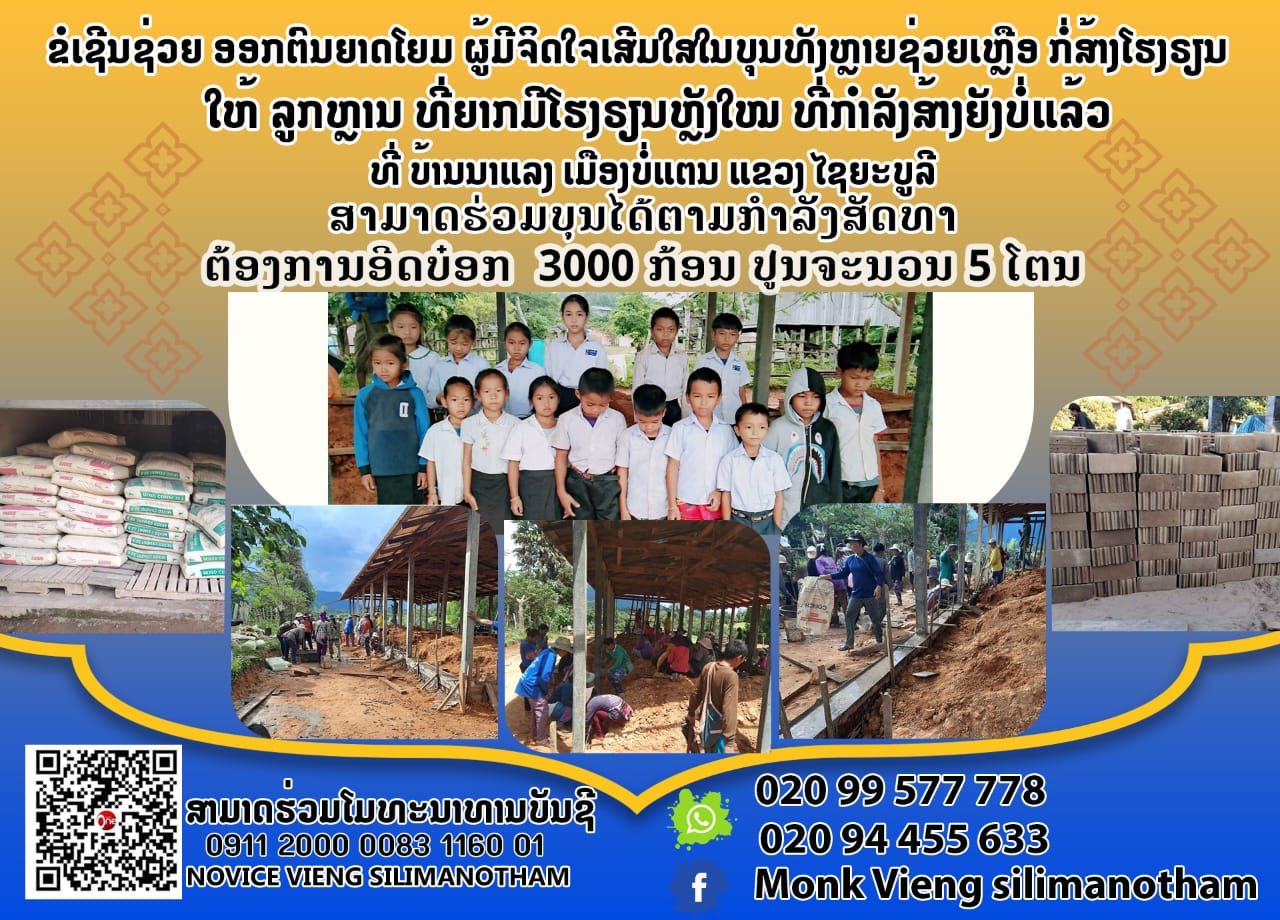 ຂໍເຊີນຊ່ວຍ ອອກຕົນຍາດໂຍມ ຜູ້ມີຈິດໃຈເສີມໃສໃນບຸນທັງຫຼາຍຊ່ວຍເຫຼືອ ກໍ່ສ້າງໂຮງຮຽນ
ໃຫ້ ລູກຫຼານ ທີ່ຍາກມີໂຮງຮຽນຫຼັງໃໝ ທີ່ກຳລັງສ້າງຍັງບໍ່ແລ້ວ
ທີ່ ບ້ານນາແລງ ເມືອງບໍ່ແຕນ ແຂວງ ໄຊຍະບູລີ
ສາມາດຮ່ວມບຸນໄດ້ຕາມກຳລັງສັດທາ
ຕ້ອງການອິດບ໋ອກ 3000 ກ້ອນ ປູນຈະນວນ 5 ໂຕນ
ສາມາດຮ່ວມໂມທະນາທານບັນຊີ
0911 2000 0083 1160 01
NOVICE VIENG SILIMANOTHAM
One
020 99 577 778
020 94 455 633
Monk Vieng silimanotham